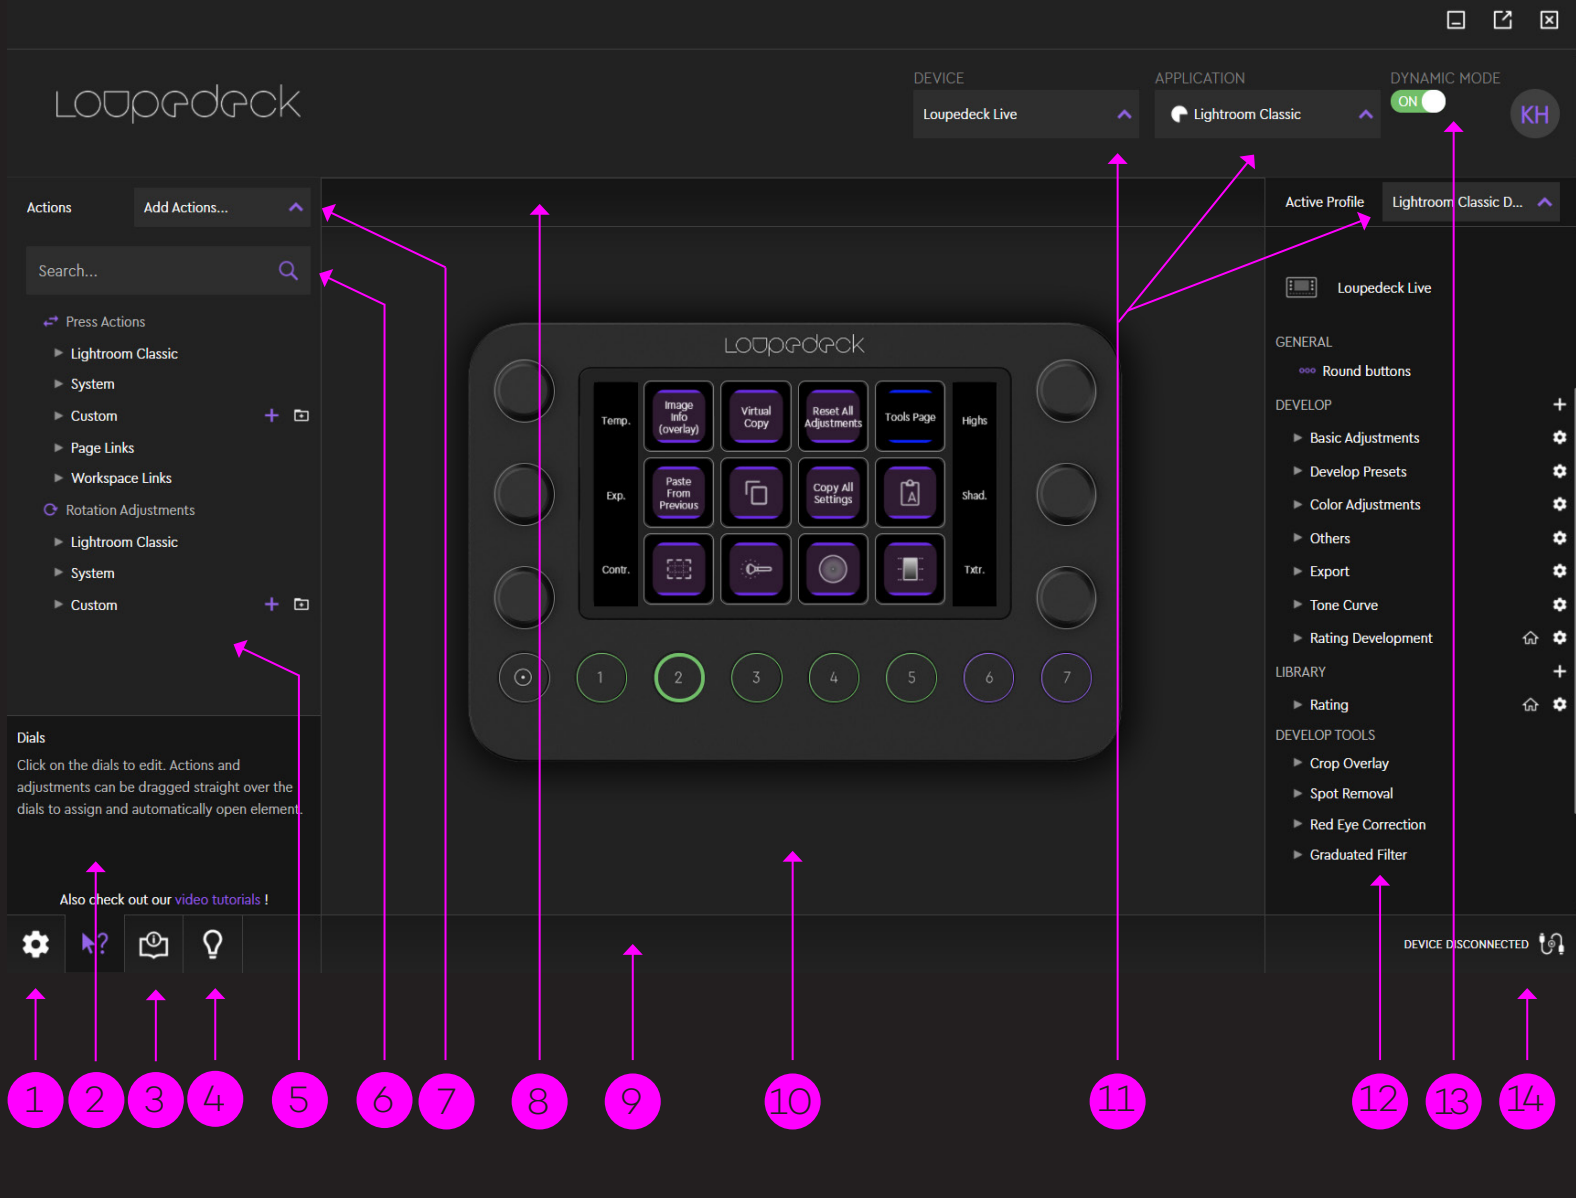 DEVICE
APPLICATION
DYNAMIC MODE
Loupedeck
Loupedeck Live
Lightroom Classic
ON
KH
Actions
Add Actions...
Active Profile
Lightroom Classic D...
Search...
Press Actions
Lightroom Classic
System
Custom
Page Links
Workspace Links
Rotation Adjustments
Lightroom Classic
System
Custom
Loupedeck
Temp.
Image
Info
(overlay)
Virtual
Copy
Reset All
Adjustments
Tools Page
Highs
Exp.
Paste
From
Previous
Copy All
Settings
A
Shad.
Contr.
Txtr.
1
2
3
4
5
6
7
Loupedeck Live
GENERAL
Round buttons
DEVELOP
Basic Adjustments
Develop Presets
Color Adjustments
Others
Export
Tone Curve
Rating Development
LIBRARY
Rating
DEVELOP TOOLS
Crop Overlay
Spot Removal
Red Eye Correction
Graduated Filter
Dials
Click on the dials to edit. Actions and
adjustments can be dragged straight over the
dials to assign and automatically open element.
Also check out our video tutorials !
?
DEVICE DISCONNECTED
1
2
3
4
5
6
7
8
9
10
11
12
13
14